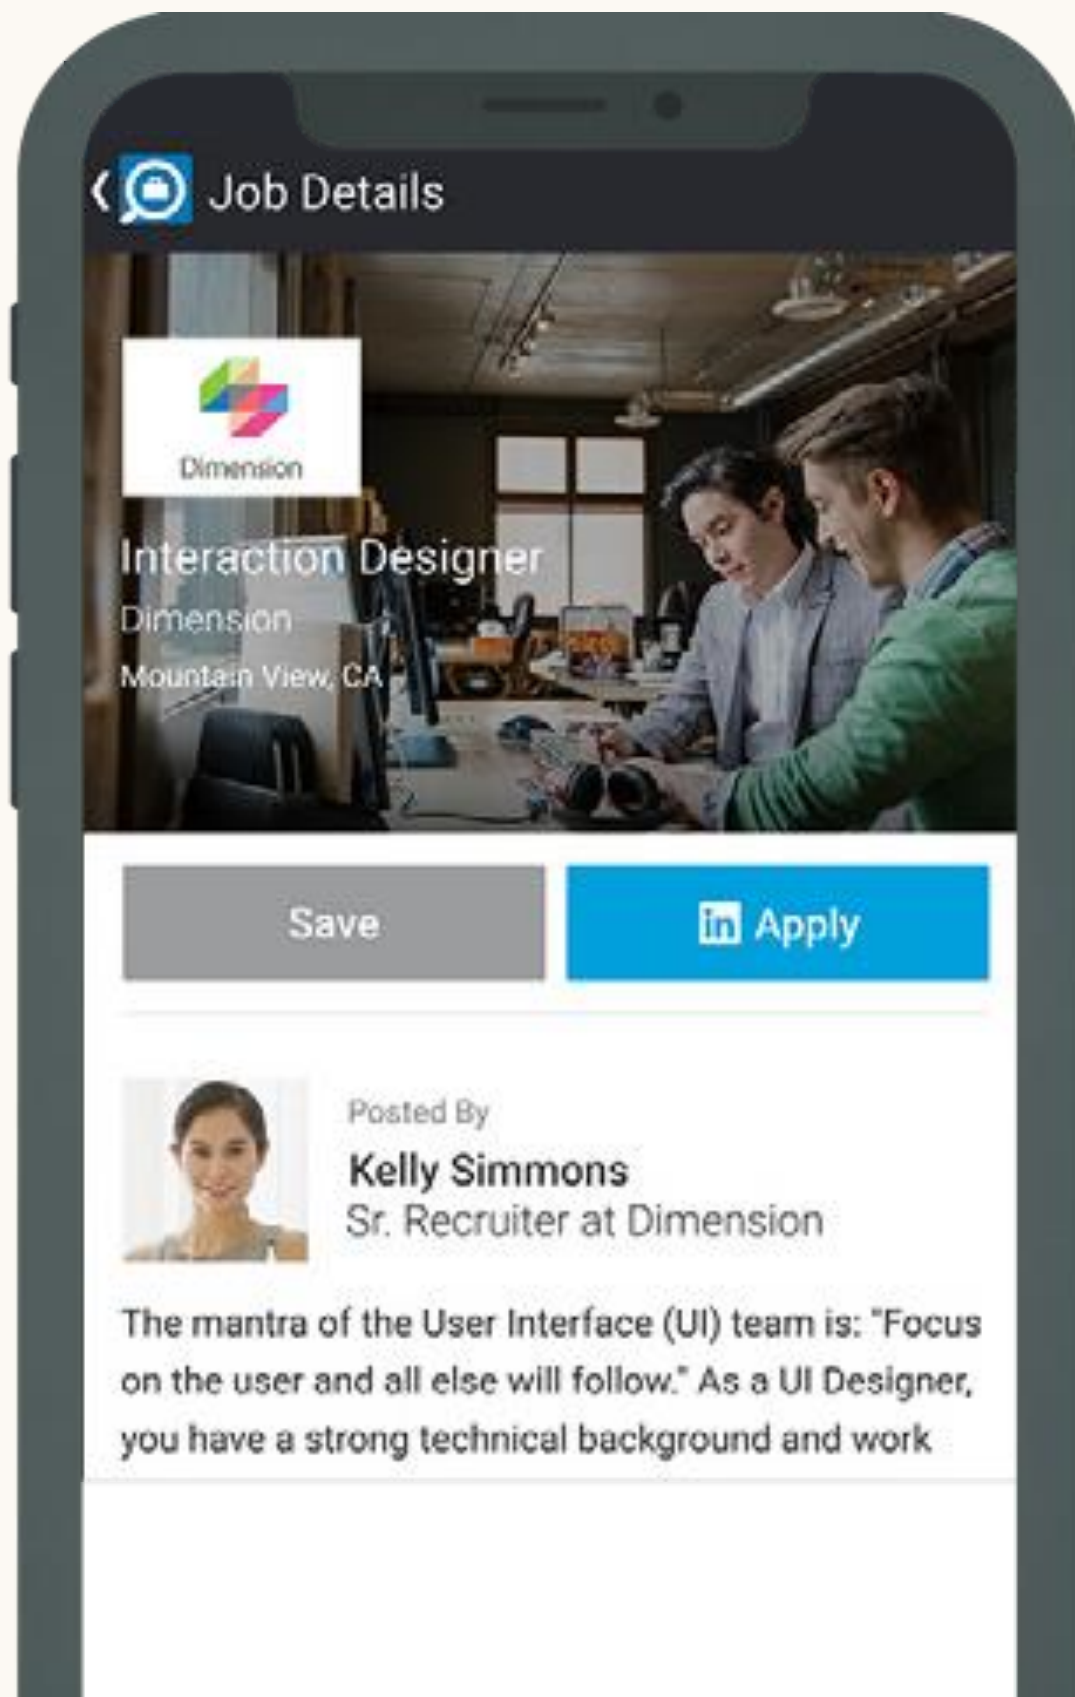 Job Details
Dimension
Interaction Designer
Dimension
Mountain View, CA
Save
in Apply
Posted By
Kelly Simmons
Sr. Recruiter at Dimension
The mantra of the User Interface (UI) team is: "Focus
on the user and all else will follow." As a UI Designer,
you have a strong technical background and work